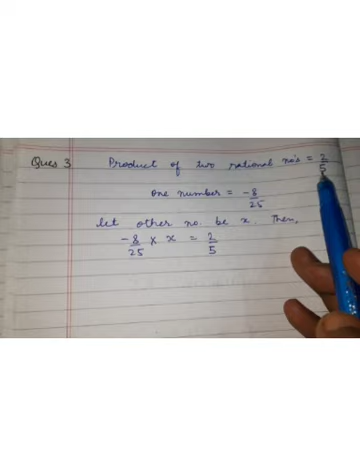 Ques 3 Product of two rational no's = 2/5
One number = -8/25
let other no. be x. Then,
-8/25 × x = 2/5